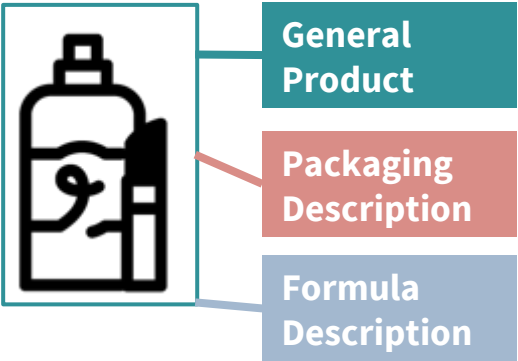 General
Product
Packaging
Description
Formula
Description